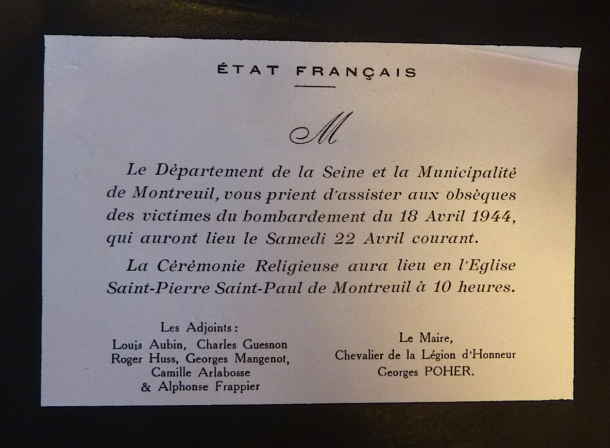 ÉTAT FRANÇAIS
M
Le Département de la Seine et la Municipalité
de Montreuil, vous prient d'assister aux obsèques
des victimes du bombardement du 18 Avril 1944,
qui auront lieu le Samedi 22 Avril courant.
La Cérémonie Religieuse aura lieu en l'Eglise
Saint-Pierre Saint-Paul de Montreuil à 10 heures.
Les Adjoints :
Louis Aubin, Charles Guesnon
Roger Huss, Georges Mangenot,
Camille Arlabosse
& Alphonse Frappier
Le Maire,
Chevalier de la Légion d'Honneur
Georges POHER.